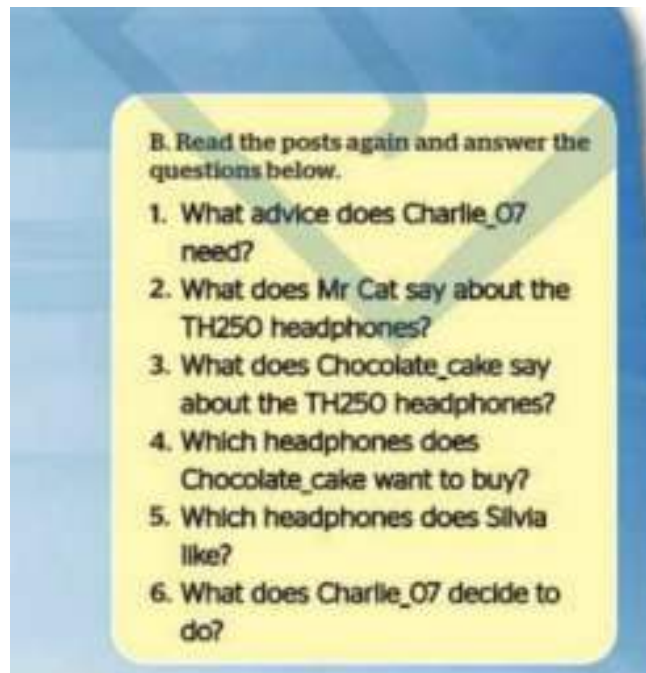 B. Read the posts again and answer the
questions below.
1. What advice does Charlie_07
need?
2. What does Mr Cat say about the
TH250 headphones?
3. What does Chocolate_cake say
about the TH250 headphones?
4. Which headphones does
Chocolate_cake want to buy?
5. Which headphones does Silvia
like?
6. What does Charlie_07 decide to
do?